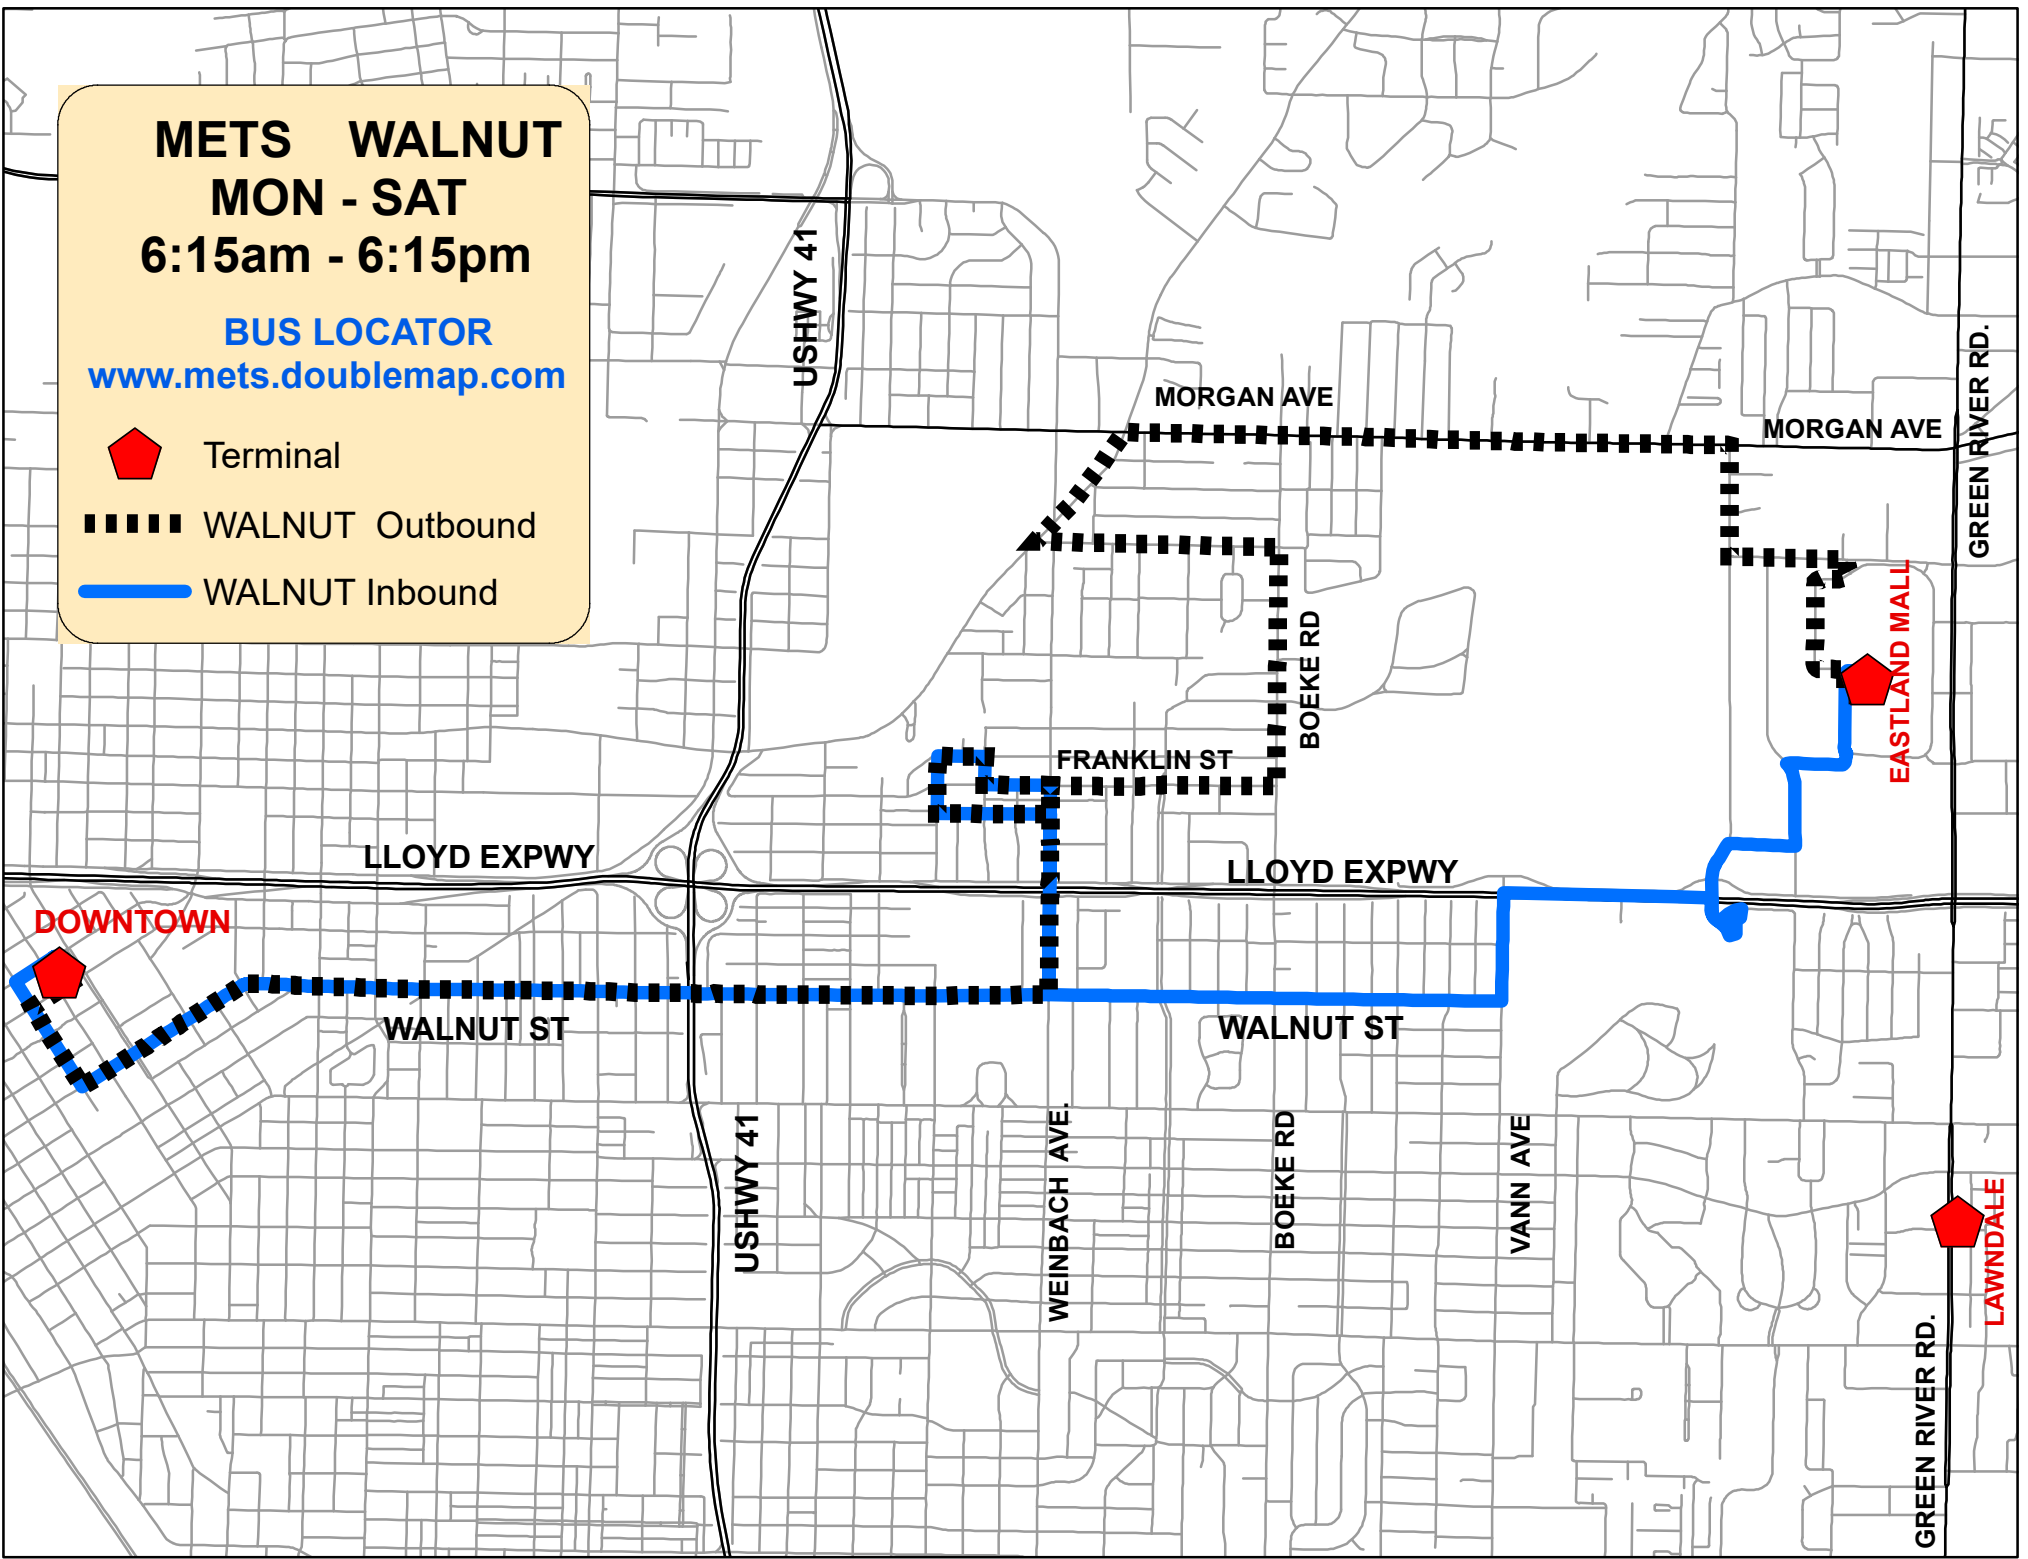 METS WALNUT
MON - SAT
6:15am - 6:15pm
BUS LOCATOR
www.mets.doublemap.com
Terminal
WALNUT Outbound
WALNUT Inbound
USHWY 41
MORGAN AVE
MORGAN AVE
GREEN RIVER RD.
EASTLAND MALL
BOEKE RD
FRANKLIN ST
LLOYD EXPWY
LLOYD EXPWY
DOWNTOWN
WALNUT ST
WALNUT ST
USHWY 41
WEINBACH AVE.
BOEKE RD
VANN AVE
LAWNDALE
GREEN RIVER RD.